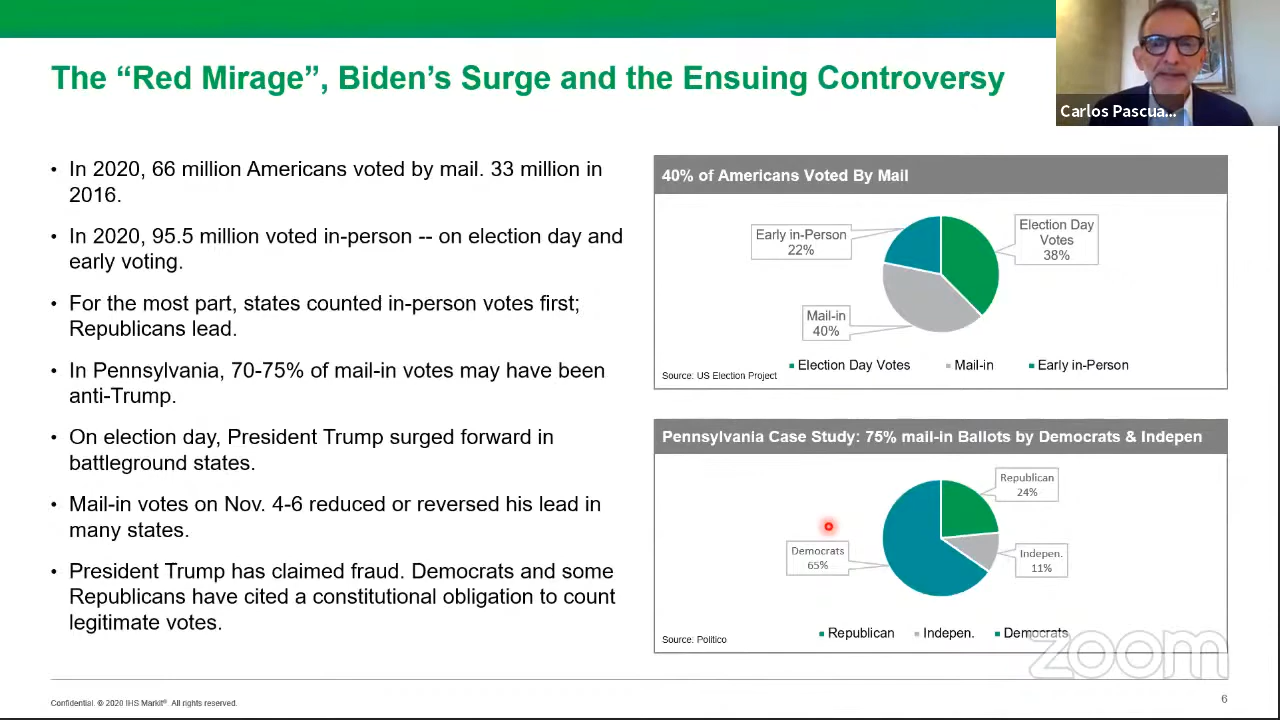 The “Red Mirage”, Biden’s Surge and the Ensuing Controversy
Carlos Pascua...
• In 2020, 66 million Americans voted by mail. 33 million in
2016.
• In 2020, 95.5 million voted in-person -- on election day and
early voting.
• For the most part, states counted in-person votes first;
Republicans lead.
• In Pennsylvania, 70-75% of mail-in votes may have been
anti-Trump.
• On election day, President Trump surged forward in
battleground states.
• Mail-in votes on Nov. 4-6 reduced or reversed his lead in
many states.
• President Trump has claimed fraud. Democrats and some
Republicans have cited a constitutional obligation to count
legitimate votes.
40% of Americans Voted By Mail
Early in-Person
22%
Election Day
Votes
38%
Mail-in
40%
Election Day Votes
Mail-in
Early in-Person
Source: US Election Project
Pennsylvania Case Study: 75% mail-in Ballots by Democrats & Indepen
Republican
24%
Democrats
65%
Indepen.
11%
Republican
Indepen.
Democrats
Source: Politico
zoom
Confidential. © 2020 IHS Markit®. All rights reserved.
6